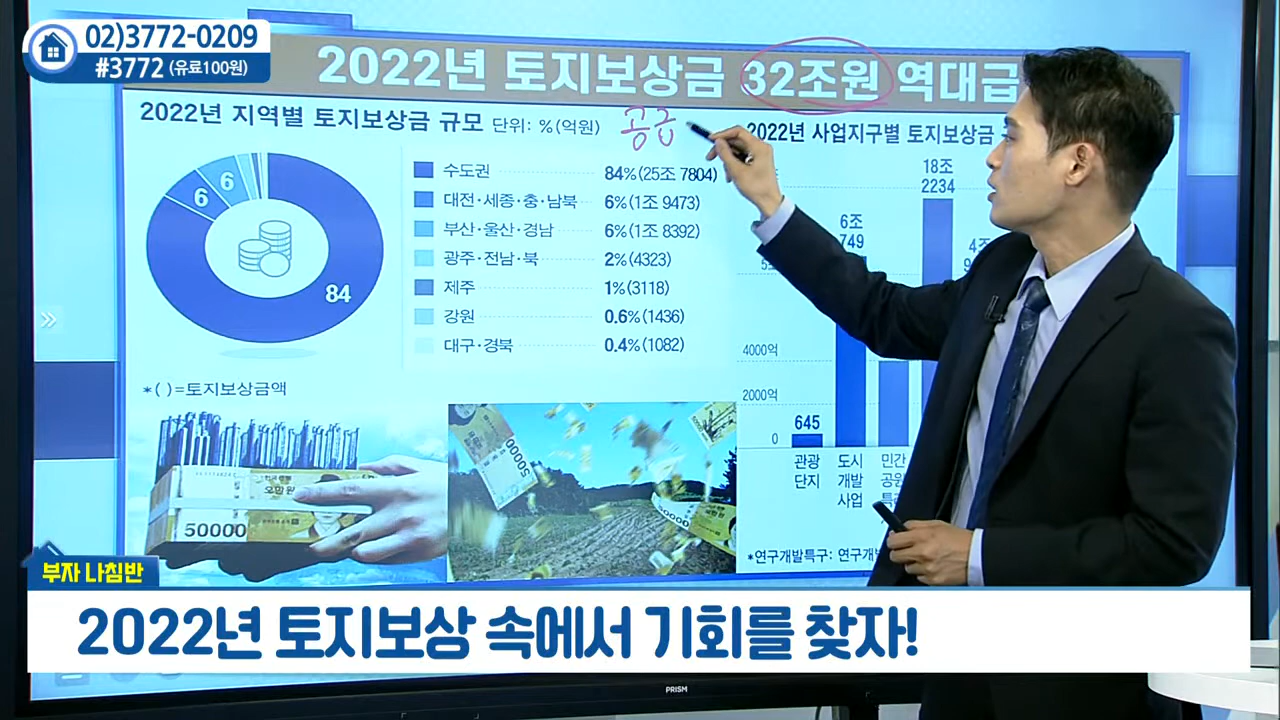 02)3772-0209
#3772 (유료100원)
2022년 토지보상금 32조원 역대급
2022년 지역별 토지보상금 규모 단위: %(억원)
공급
수도권 84%(25조 7804)
대전·세종·충·남북 6%(1조 9473)
부산·울산·경남 6%(1조 8392)
광주·전남·북 2%(4323)
제주 1%(3118)
강원 0.6%(1436)
대구·경북 0.4%(1082)
6
6
84
*( )=토지보상금액
50000
50000
50000
2022년 사업지구별 토지보상금
18조
2234
6조
749
4조
4000억
2000억
0
645
관광
단지
도시
개발
사업
민간
공원
*연구개발특구: 연구개발
부자 나침반
2022년 토지보상 속에서 기회를 찾자!
PRISM